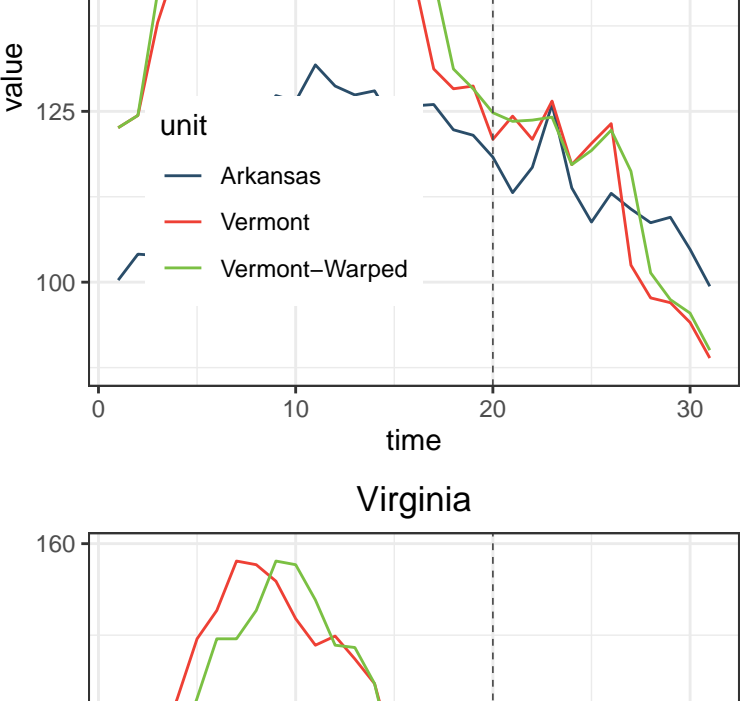 value
125
unit
Arkansas
Vermont
Vermont−Warped
100
0 10 20 30
time
Virginia
160